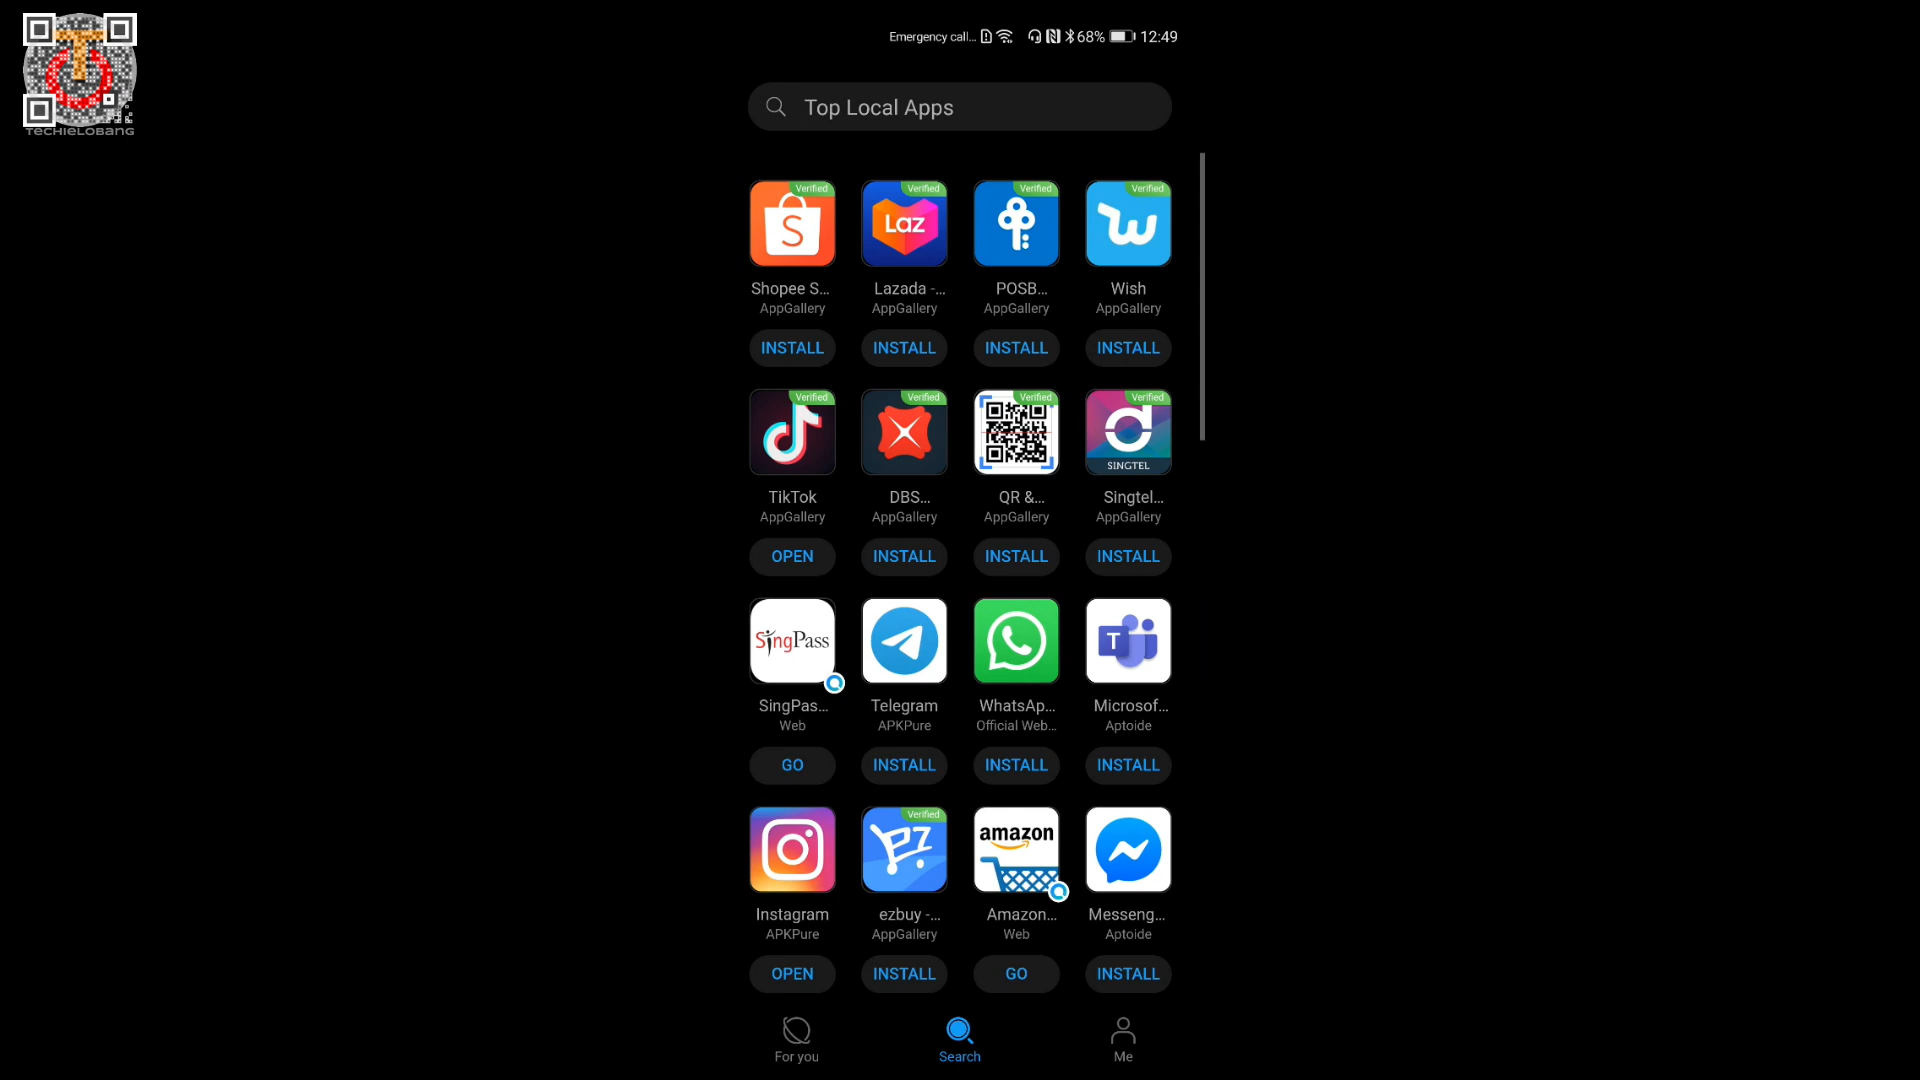 TECHIELOBANG
Emergency call... 68% 12:49
Top Local Apps
Verified Verified Verified Verified
S Laz W
Shopee S... Lazada -... POSB... Wish
AppGallery AppGallery AppGallery AppGallery
INSTALL INSTALL INSTALL INSTALL
Verified Verified Verified Verified
SINGTEL
TikTok DBS... QR &... Singtel...
AppGallery AppGallery AppGallery AppGallery
OPEN INSTALL INSTALL INSTALL
SingPass T
SingPas... Telegram WhatsAp... Microsof...
Web APKPure Official Web... Aptoide
GO INSTALL INSTALL INSTALL
Verified
ez amazon
Instagram ezbuy -... Amazon... Messeng...
APKPure AppGallery Web Aptoide
OPEN INSTALL GO INSTALL
For you Search Me